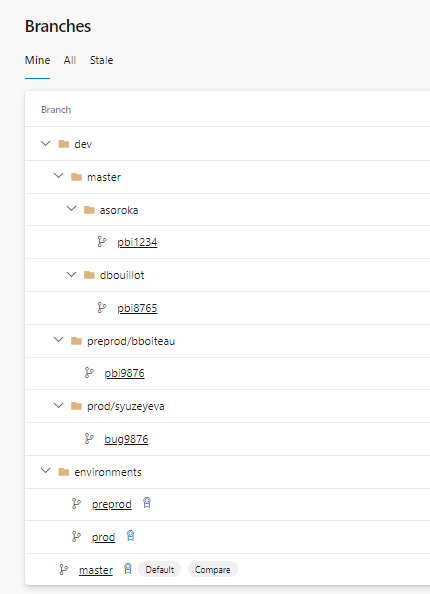 Branches
Mine All Stale
Branch
dev
master
asoroka
pbi1234
dbouillot
pbi8765
preprod/bboiteau
pbi9876
prod/syuzeyeva
bug9876
environments
preprod
prod
master Default Compare